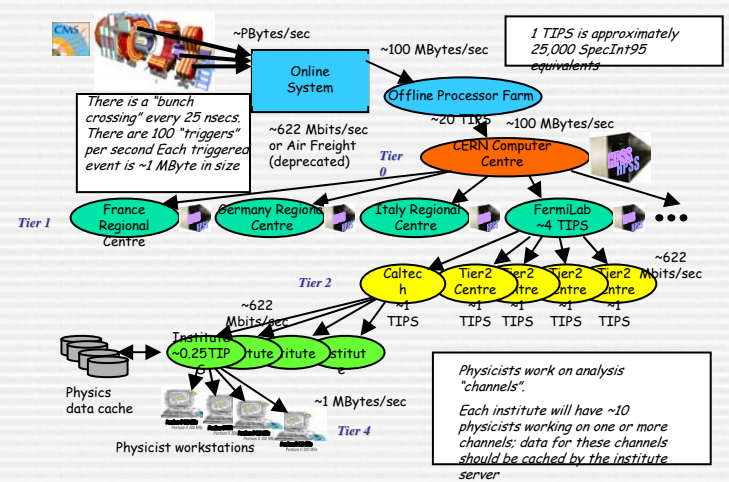 CMS
~PBytes/sec
~100 MBytes/sec
1 TIPS is approximately
25,000 SpecInt95
equivalents
Online
System
There is a "bunch
crossing" every 25 nsecs.
There are 100 "triggers"
per second Each triggered
event is ~1 MByte in size
Offline Processor Farm
~20 TIPS
~100 MBytes/sec
~622 Mbits/sec
or Air Freight
(deprecated)
Tier
0
CERN Computer
Centre
HPSS
Tier 1
France
Regional
Centre
Germany Regional
Centre
Italy Regional
Centre
FermiLab
~4 TIPS
~622
Mbits/sec
Tier 2
Caltec
h
~1
TIPS
Tier2
Centre
~1
TIPS
Tier2
Centre
~1
TIPS
Tier2
Centre
~1
TIPS
Tier2
Centre
~1
TIPS
~622
Mbits/sec
Institute
~0.25TIP
S
itute
titute
stitut
e
Physics
data cache
~1 MBytes/sec
Tier 4
Physicist workstations
Physicists work on analysis
"channels".
Each institute will have ~10
physicists working on one or more
channels; data for these channels
should be cached by the institute
server